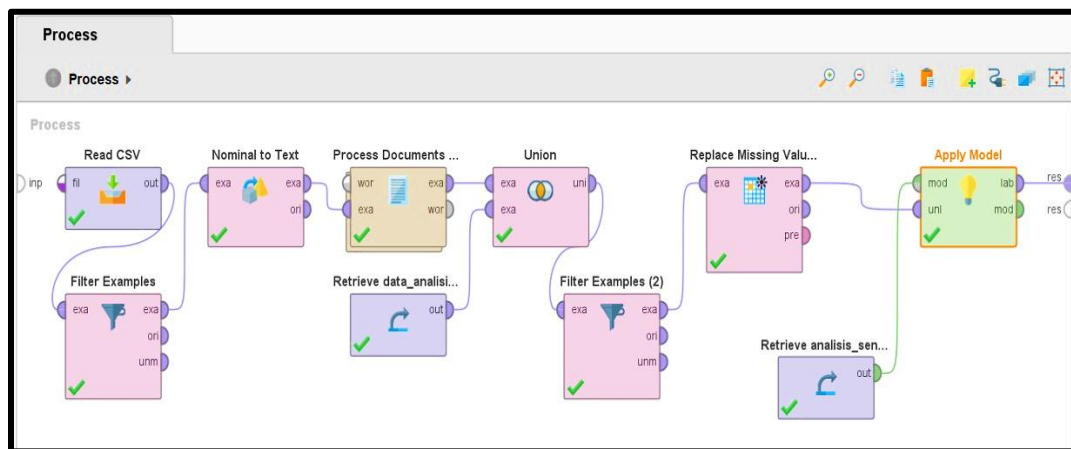 Process
Process
Process
Read CSV
Nominal to Text
Process Documents ...
Union
Replace Missing Valu...
Apply Model
inp
fil
out
exa
exa
ori
wor
exa
exa
wor
exa
exa
uni
exa
exa
ori
pre
mod
unl
lab
mod
res
res
Filter Examples
exa
exa
ori
unm
Retrieve data_analisi...
out
Filter Examples (2)
exa
exa
ori
unm
Retrieve analisis_sen...
out